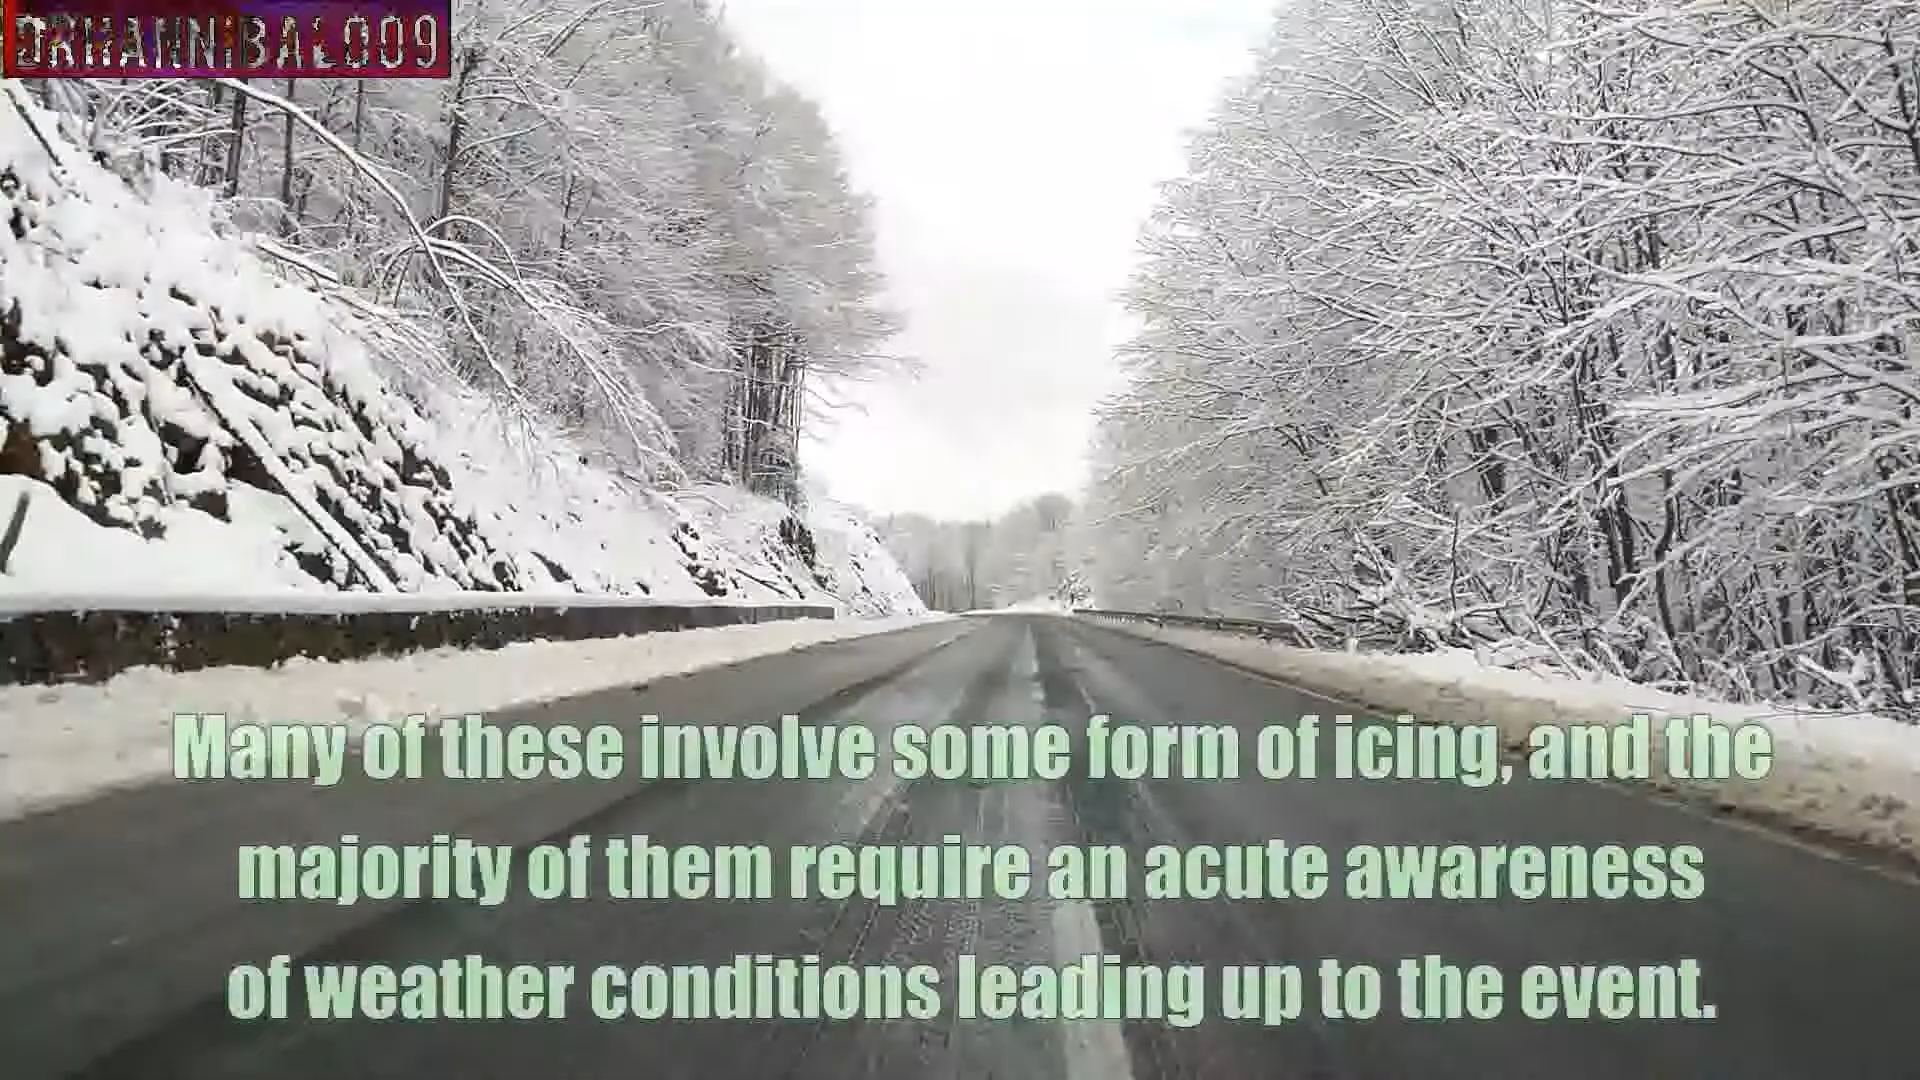 DRHANNIBAL009
Many of these involve some form of icing, and the
majority of them require an acute awareness
of weather conditions leading up to the event.